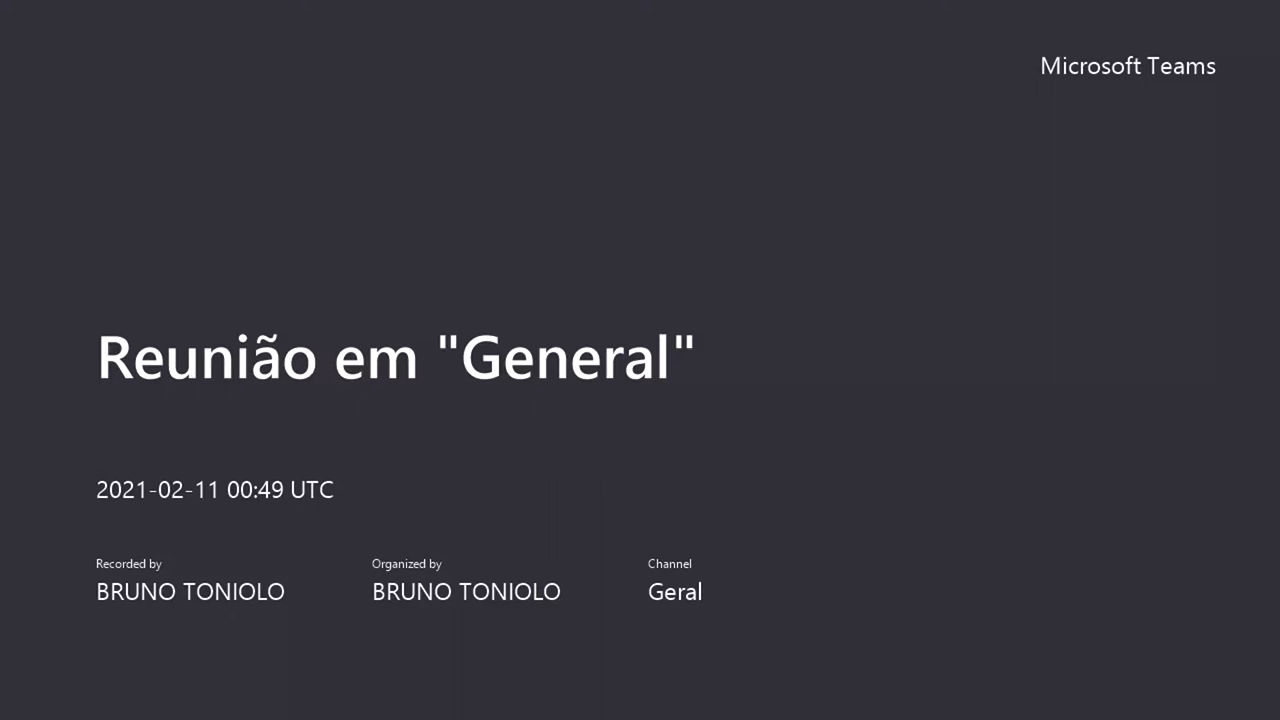 Microsoft Teams
Reunião em "General"
2021-02-11 00:49 UTC
Recorded by
BRUNO TONIOLO
Organized by
BRUNO TONIOLO
Channel
Geral